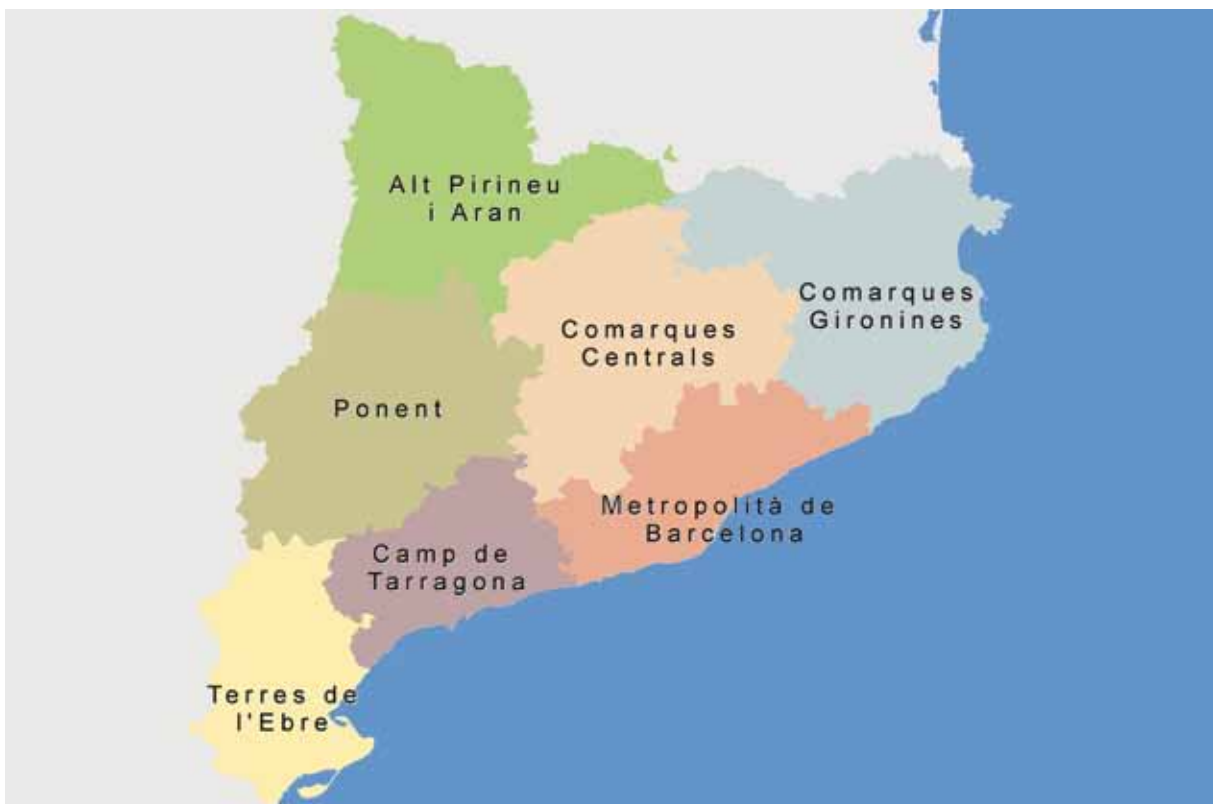 Alt Pirineu
i Aran
Comarques
Gironines
Comarques
Centrals
Ponent
Metropolità de
Barcelona
Camp de
Tarragona
Terres de
l'Ebre